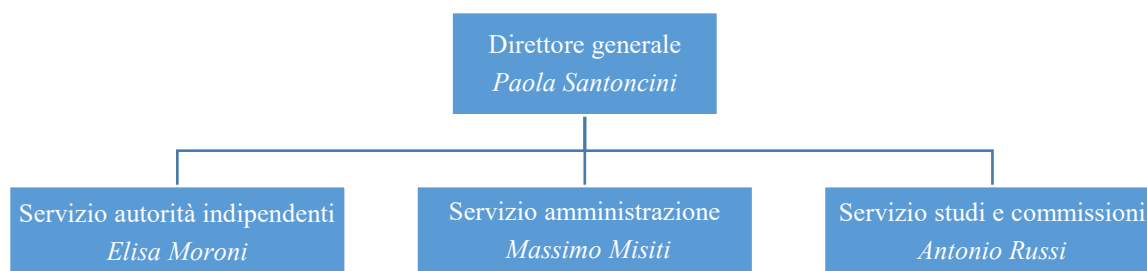 Direttore generale
Paola Santoncini
Servizio autorità indipendenti
Elisa Moroni
Servizio amministrazione
Massimo Misiti
Servizio studi e commissioni
Antonio Russi